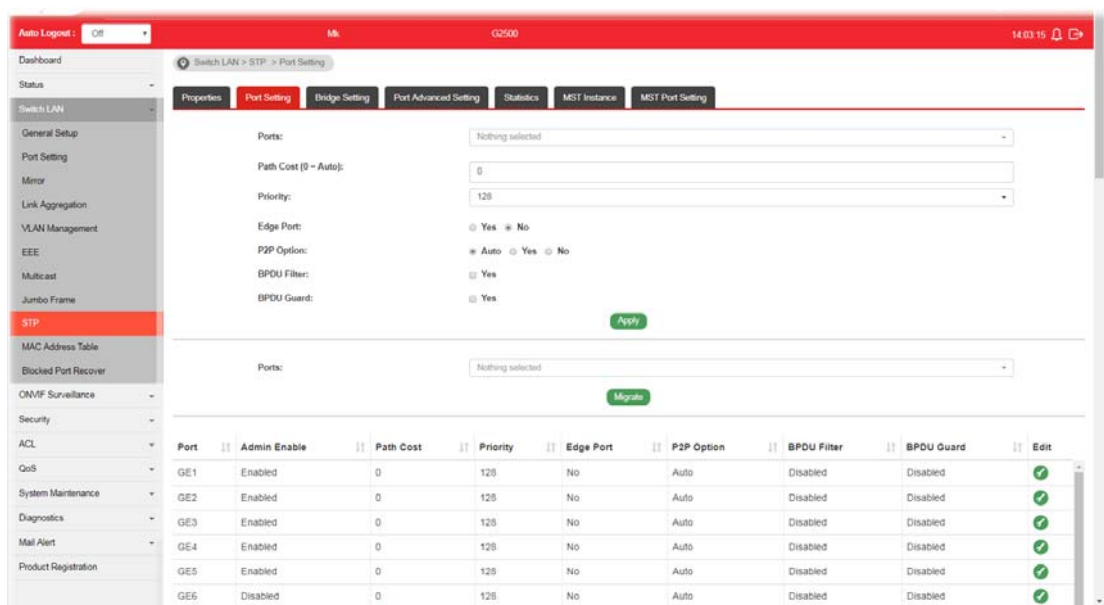 Auto Logout : Off Mk G2500 14:03:15
Dashboard
Status
Switch LAN
General Setup
Port Setting
Mirror
Link Aggregation
VLAN Management
EEE
Multicast
Jumbo Frame
STP
MAC Address Table
Blocked Port Recover
ONVIF Surveillance
Security
ACL
QoS
System Maintenance
Diagnostics
Mail Alert
Product Registration
Switch LAN > STP > Port Setting
Properties Port Setting Bridge Setting Port Advanced Setting Statistics MST Instance MST Port Setting
Ports: Nothing selected
Path Cost (0 = Auto): 0
Priority: 128
Edge Port: Yes No
P2P Option: Auto Yes No
BPDU Filter: Yes
BPDU Guard: Yes
Apply
Ports: Nothing selected
Migrate
Port Admin Enable Path Cost Priority Edge Port P2P Option BPDU Filter BPDU Guard Edit
GE1 Enabled 0 128 No Auto Disabled Disabled
GE2 Enabled 0 128 No Auto Disabled Disabled
GE3 Enabled 0 128 No Auto Disabled Disabled
GE4 Enabled 0 128 No Auto Disabled Disabled
GE5 Enabled 0 128 No Auto Disabled Disabled
GE6 Disabled 0 128 No Auto Disabled Disabled